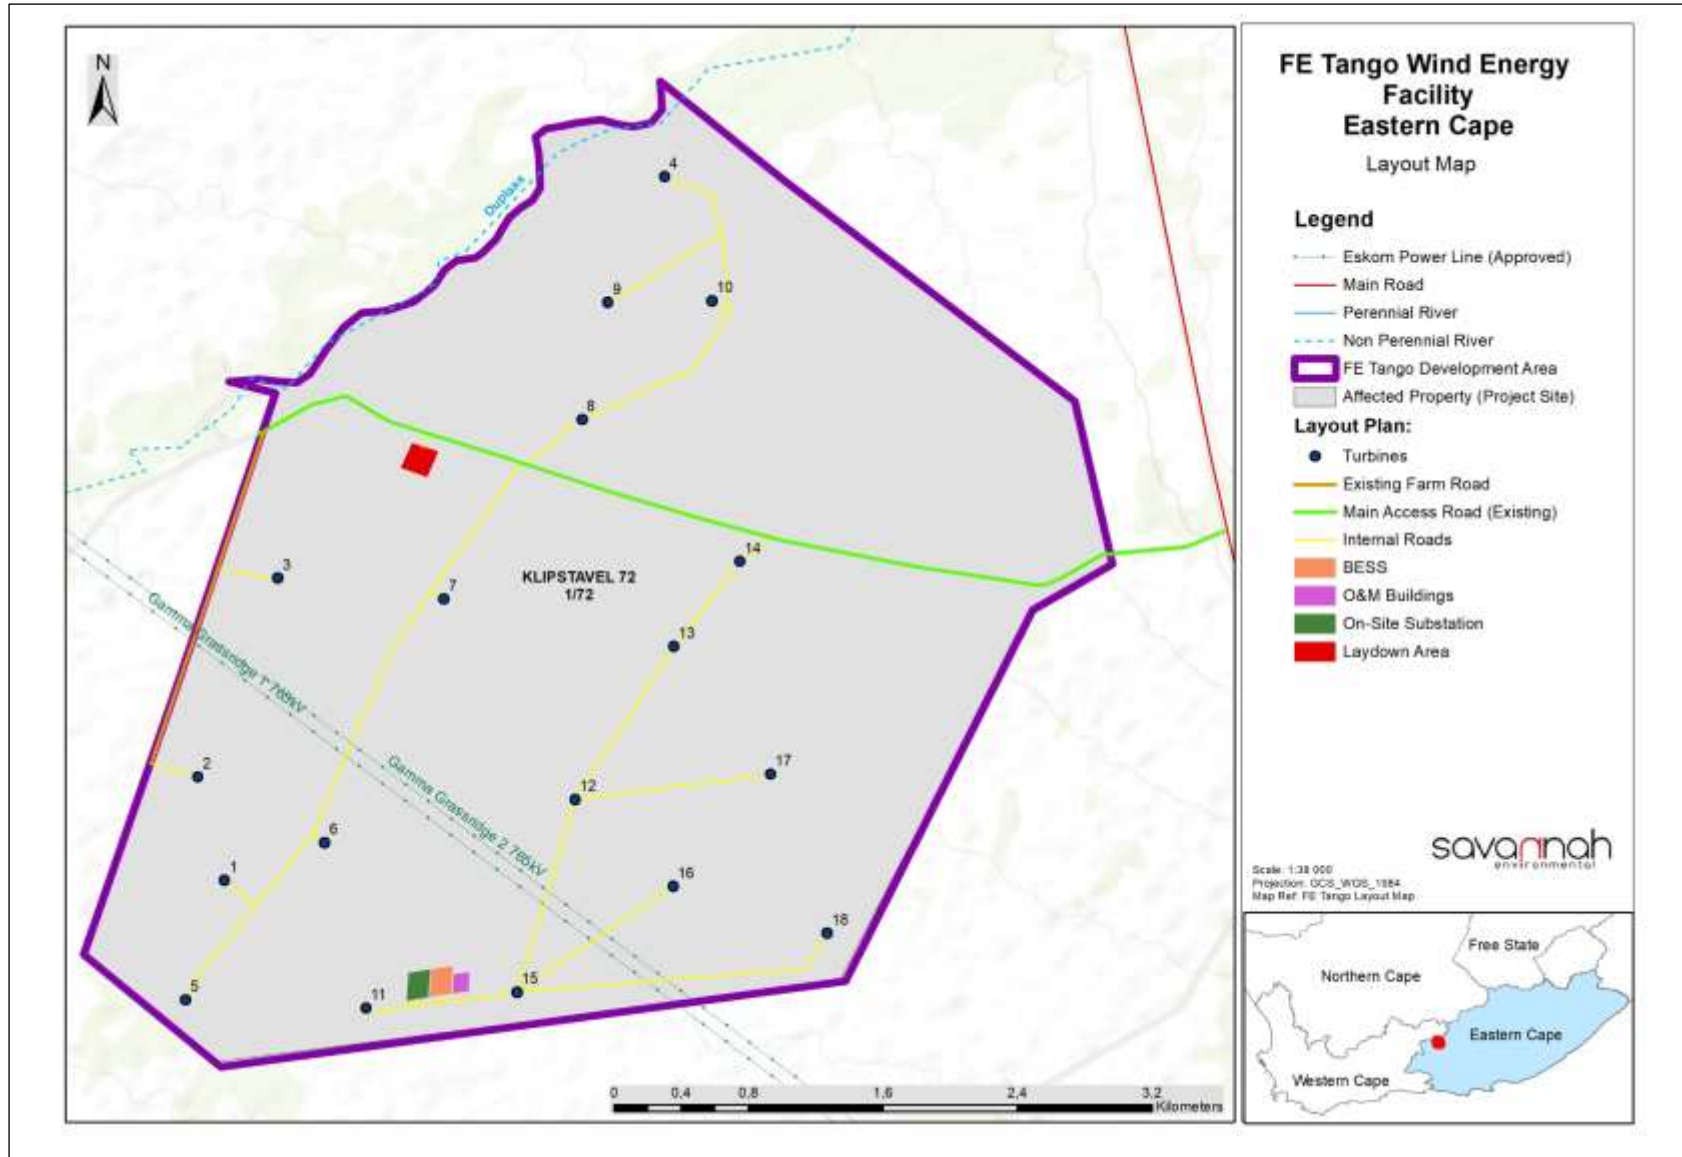 N
Duplaas
4
9
10
8
3
7
KLIPSTAVEL 72
1/72
14
13
Gamma Grassridge 1 765kV
Gamma Grassridge 2 765kV
2
12
17
6
1
16
18
5
11
15
0
0,4
0,8
1,6
2,4
3,2
Kilometers
FE Tango Wind Energy
Facility
Eastern Cape
Layout Map
Legend
Eskom Power Line (Approved)
Main Road
Perennial River
Non Perennial River
FE Tango Development Area
Affected Property (Project Site)
Layout Plan:
Turbines
Existing Farm Road
Main Access Road (Existing)
Internal Roads
BESS
O&M Buildings
On-Site Substation
Laydown Area
savannah
environmental
Scale: 1:38 000
Projection: GCS_WGS_1984
Map Ref: FE Tango Layout Map
Free State
Northern Cape
Eastern Cape
Western Cape